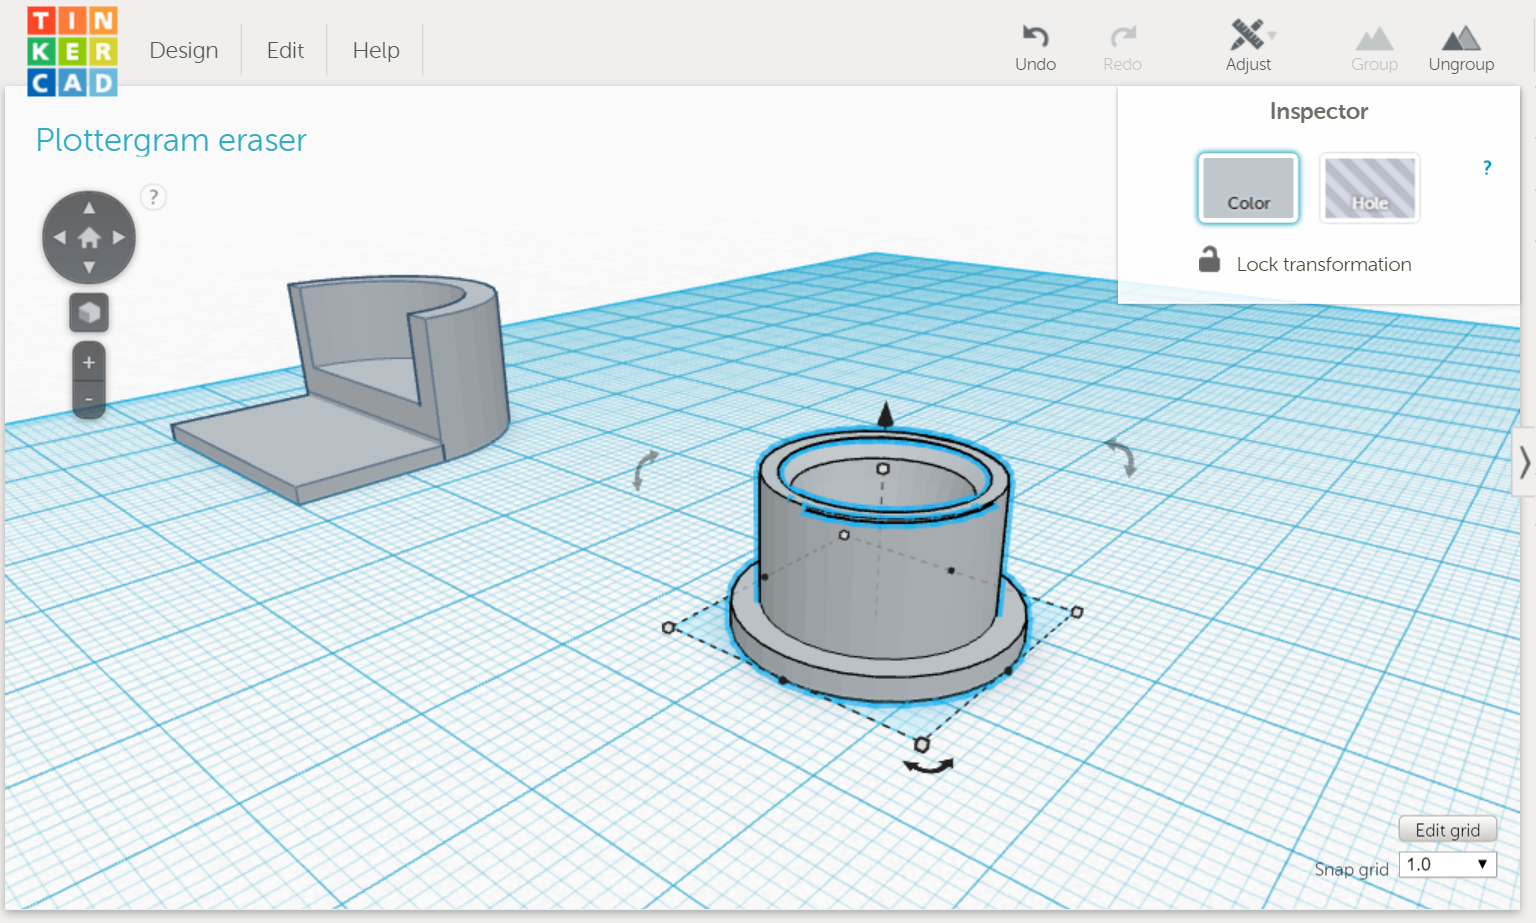 TIN
KER
CAD
Design
Edit
Help
Undo
Redo
Adjust
Group
Ungroup
Plottergram eraser
?
+
-
Inspector
Color
Hole
?
Lock transformation
Edit grid
Snap grid
1.0